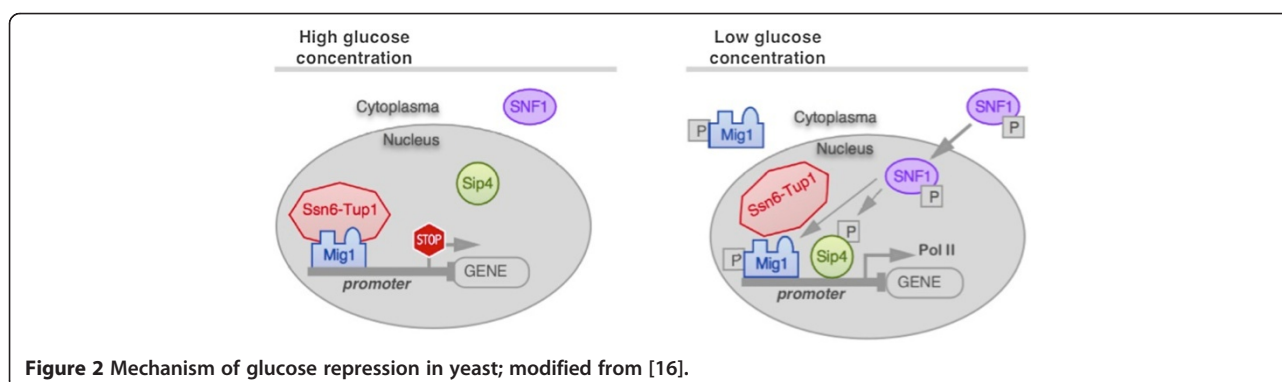 High glucose
concentration
Cytoplasma
SNF1
Nucleus
Sip4
Ssn6-Tup1
STOP
Mig1
GENE
promoter
Low glucose
concentration
SNF1
P
Cytoplasma
P
Mig1
Nucleus
SNF1
P
Ssn6-Tup1
P
P
Mig1
Sip4
Pol II
GENE
promoter
Figure 2 Mechanism of glucose repression in yeast; modified from [16].